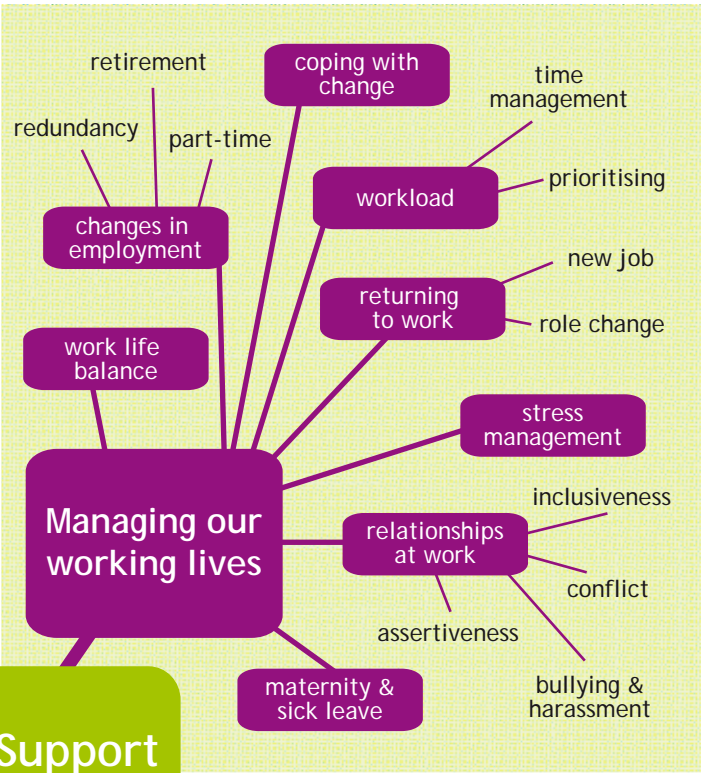 retirement
redundancy
part-time
changes in
employment
coping with
change
time
management
prioritising
workload
new job
role change
returning
to work
work life
balance
stress
management
Managing our
working lives
inclusiveness
relationships
at work
conflict
assertiveness
bullying &
harassment
maternity &
sick leave
Support